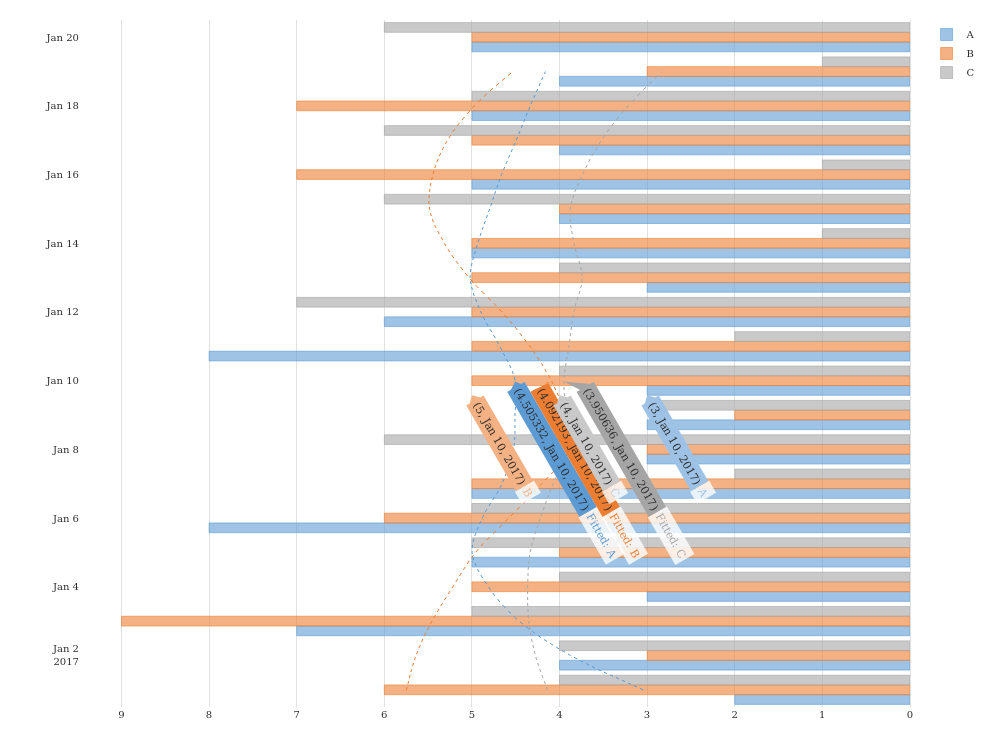 Jan 20
Jan 18
Jan 16
Jan 14
Jan 12
Jan 10
Jan 8
Jan 6
Jan 4
Jan 2
2017
9 8 7 6 5 4 3 2 1 0
A
B
C
(5, Jan 10, 2017) B
(4.505332, Jan 10, 2017) Fitted: A
(4.092193, Jan 10, 2017) Fitted: B
(4, Jan 10, 2017) C
(3.950636, Jan 10, 2017) Fitted: C
(3, Jan 10, 2017) A